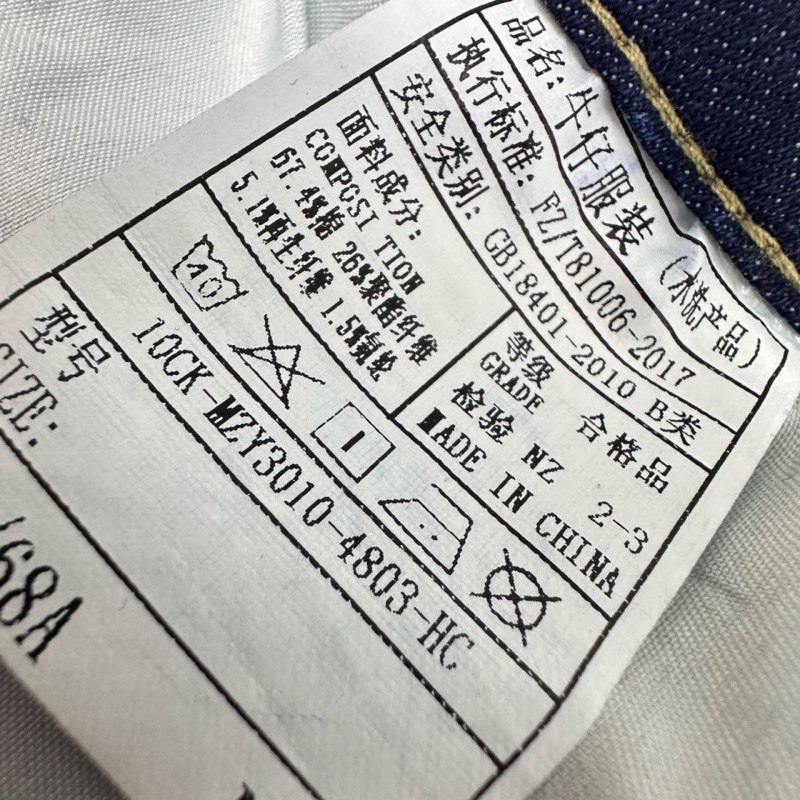 品名: 牛仔服装 (水洗产品)
执行标准: FZ/T81006-2017
安全类别: GB18401-2010 B类
面料成分:
COMPOSITION
67.4%棉 26%聚酯纤维
5.1%再生纤维 1.5%氨纶
等级 合格品
GRADE
检验 NZ 2-3
MADE IN CHINA
40
型号 10CK-MZY3010-4803-HC
SIZE:
/68A